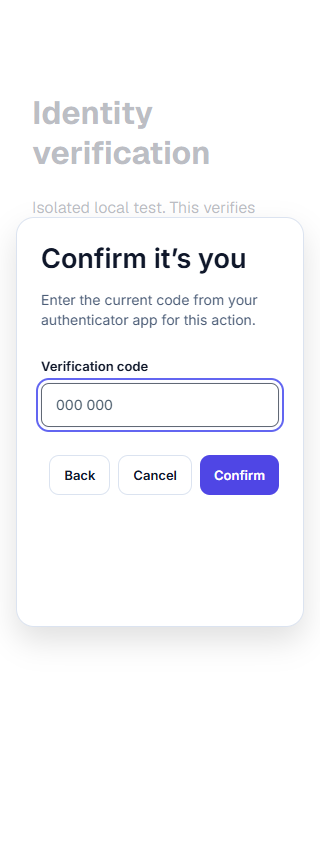 Identity
verification
Isolated local test. This verifies
Confirm it’s you
Enter the current code from your
authenticator app for this action.
Verification code
000 000
Back
Cancel
Confirm